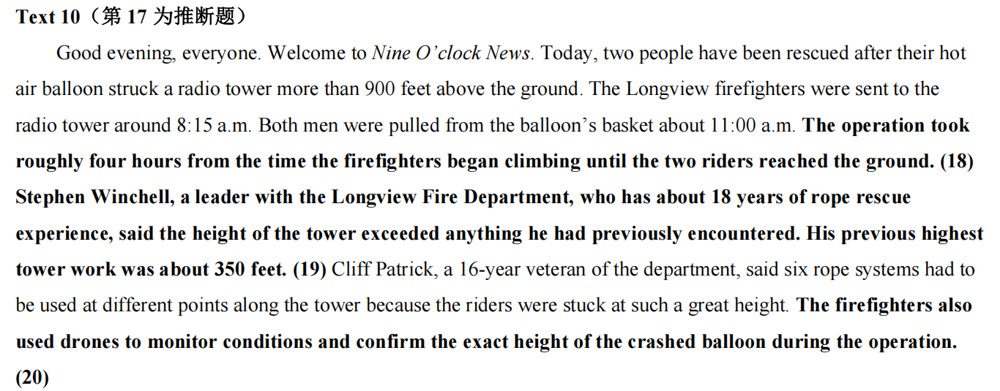 Text 10（第 17 为推断题）
Good evening, everyone. Welcome to Nine O’clock News. Today, two people have been rescued after their hot
air balloon struck a radio tower more than 900 feet above the ground. The Longview firefighters were sent to the
radio tower around 8:15 a.m. Both men were pulled from the balloon’s basket about 11:00 a.m. The operation took
roughly four hours from the time the firefighters began climbing until the two riders reached the ground. (18)
Stephen Winchell, a leader with the Longview Fire Department, who has about 18 years of rope rescue
experience, said the height of the tower exceeded anything he had previously encountered. His previous highest
tower work was about 350 feet. (19) Cliff Patrick, a 16-year veteran of the department, said six rope systems had to
be used at different points along the tower because the riders were stuck at such a great height. The firefighters also
used drones to monitor conditions and confirm the exact height of the crashed balloon during the operation.
(20)